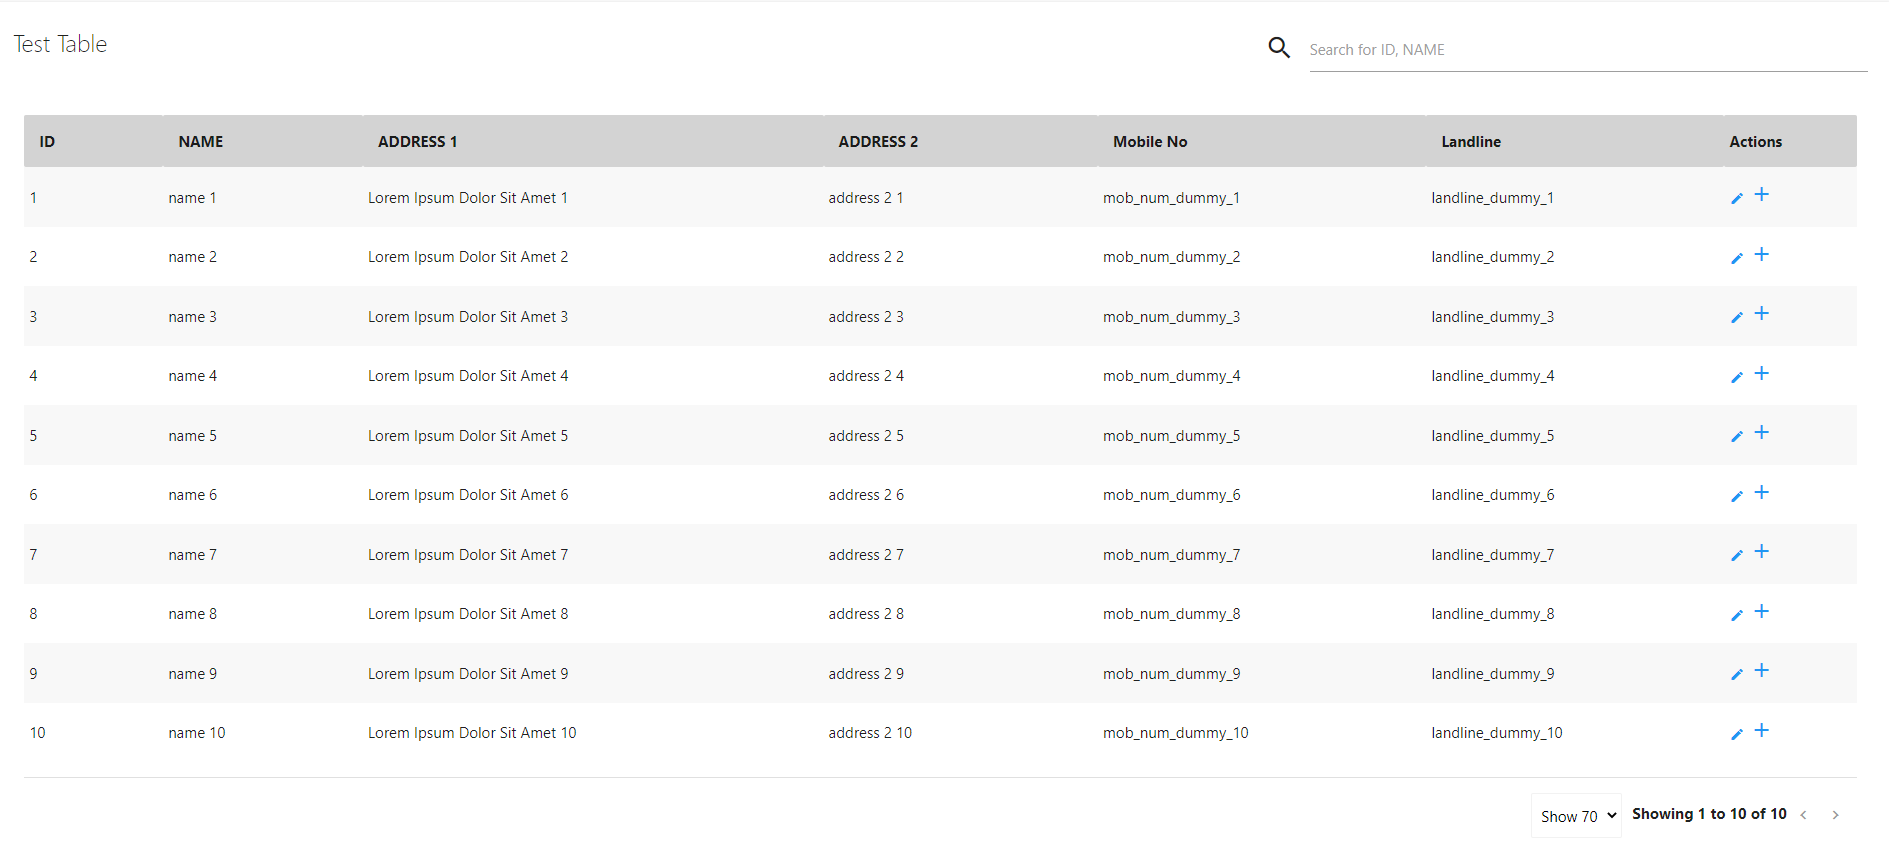 Test Table
Search for ID, NAME
ID NAME ADDRESS 1 ADDRESS 2 Mobile No Landline Actions
1 name 1 Lorem Ipsum Dolor Sit Amet 1 address 2 1 mob_num_dummy_1 landline_dummy_1
2 name 2 Lorem Ipsum Dolor Sit Amet 2 address 2 2 mob_num_dummy_2 landline_dummy_2
3 name 3 Lorem Ipsum Dolor Sit Amet 3 address 2 3 mob_num_dummy_3 landline_dummy_3
4 name 4 Lorem Ipsum Dolor Sit Amet 4 address 2 4 mob_num_dummy_4 landline_dummy_4
5 name 5 Lorem Ipsum Dolor Sit Amet 5 address 2 5 mob_num_dummy_5 landline_dummy_5
6 name 6 Lorem Ipsum Dolor Sit Amet 6 address 2 6 mob_num_dummy_6 landline_dummy_6
7 name 7 Lorem Ipsum Dolor Sit Amet 7 address 2 7 mob_num_dummy_7 landline_dummy_7
8 name 8 Lorem Ipsum Dolor Sit Amet 8 address 2 8 mob_num_dummy_8 landline_dummy_8
9 name 9 Lorem Ipsum Dolor Sit Amet 9 address 2 9 mob_num_dummy_9 landline_dummy_9
10 name 10 Lorem Ipsum Dolor Sit Amet 10 address 2 10 mob_num_dummy_10 landline_dummy_10
Show 70 Showing 1 to 10 of 10